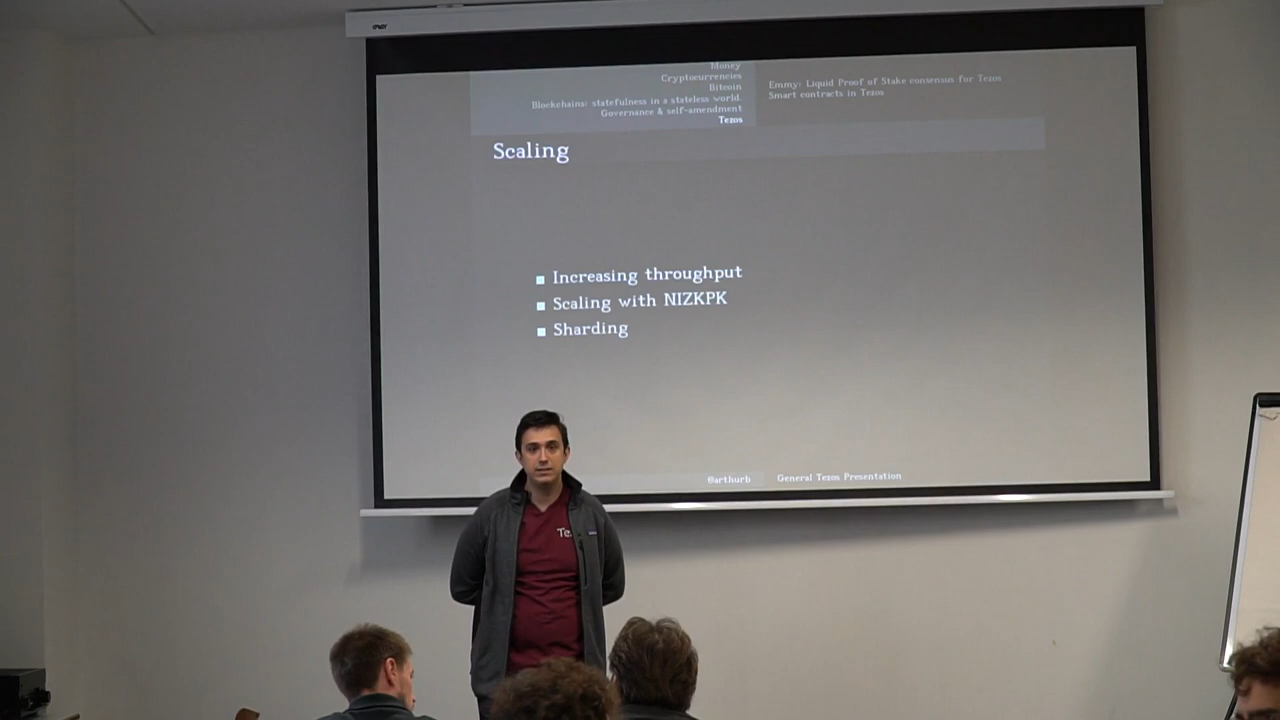 Money
Cryptocurrencies
Bitcoin
Blockchains: statefulness in a stateless world.
Governance & self-amendment
Tezos
Emmy: Liquid Proof of Stake consensus for Tezos
Smart contracts in Tezos
Scaling
Increasing throughput
Scaling with NIZKPK
Sharding
@arthurb
General Tezos Presentation
Te